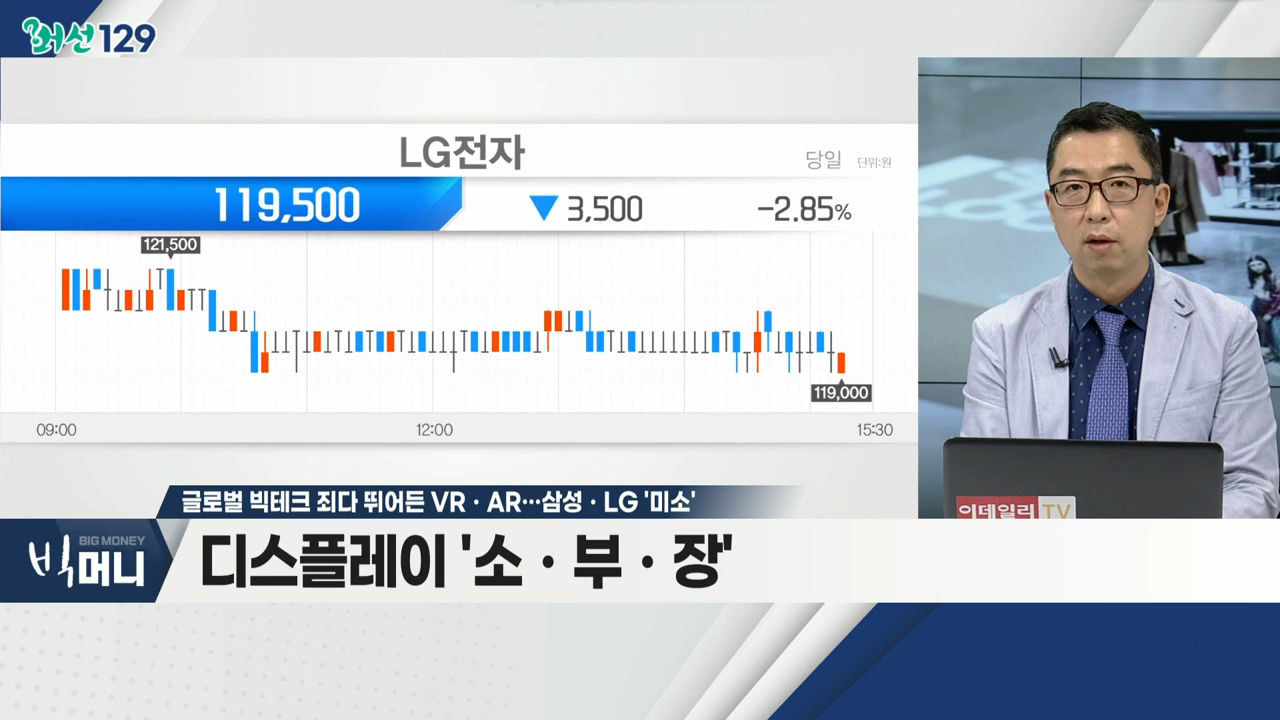 머선129
LG전자
당일 단위:원
119,500 ▼ 3,500 -2.85%
121,500
119,000
09:00 12:00 15:30
글로벌 빅테크 죄다 뛰어든 VR · AR…삼성 · LG '미소'
BIG MONEY
빅머니
디스플레이 '소 · 부 · 장'
이데일리TV